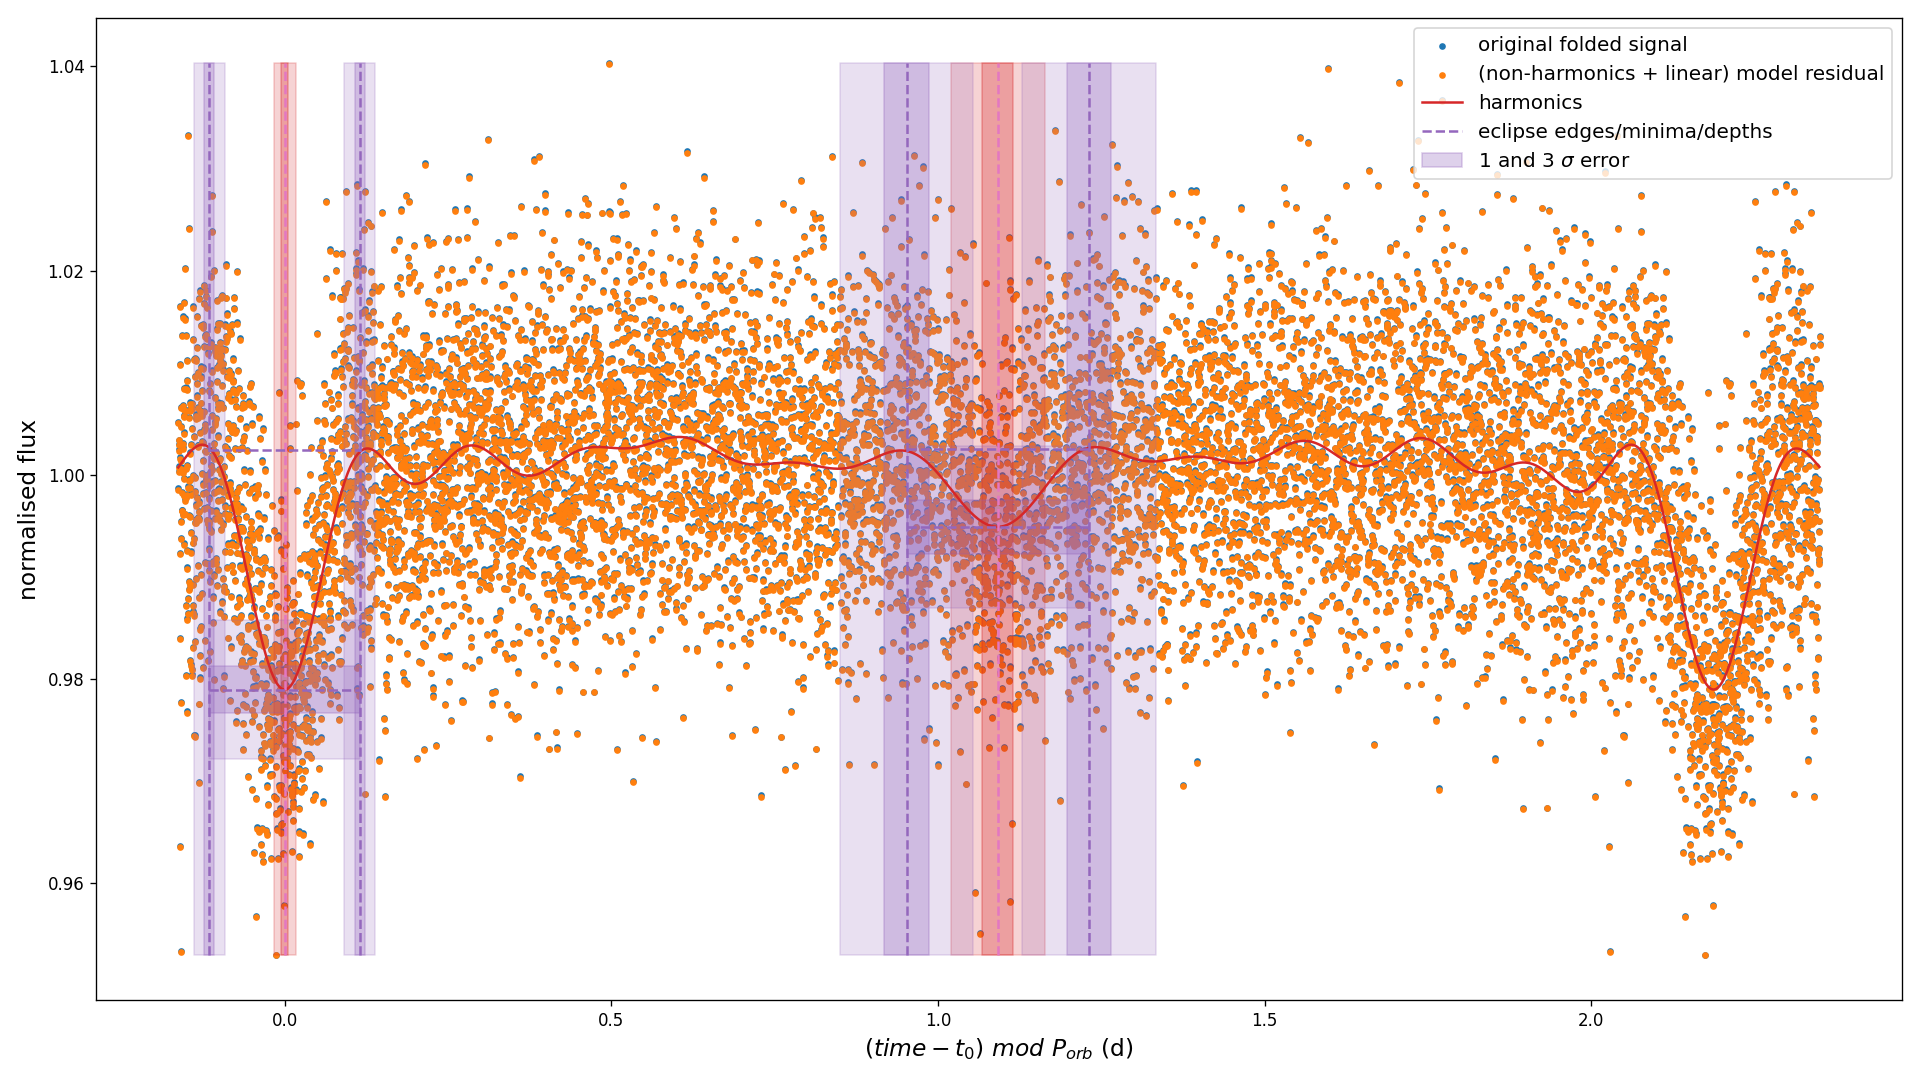 original folded signal
(non-harmonics + linear) model residual
harmonics
eclipse edges/minima/depths
1 and 3 σ error
normalised flux
1.04
1.02
1.00
0.98
0.96
0.0 0.5 1.0 1.5 2.0
(time − t₀) mod P_orb (d)